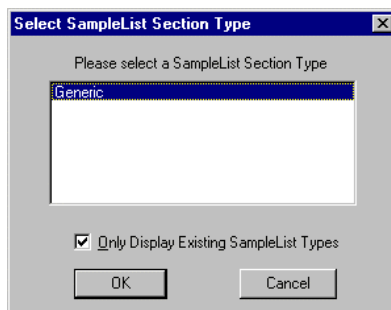 Select SampleList Section Type
Please select a SampleList Section Type
Generic
Only Display Existing SampleList Types
OK
Cancel